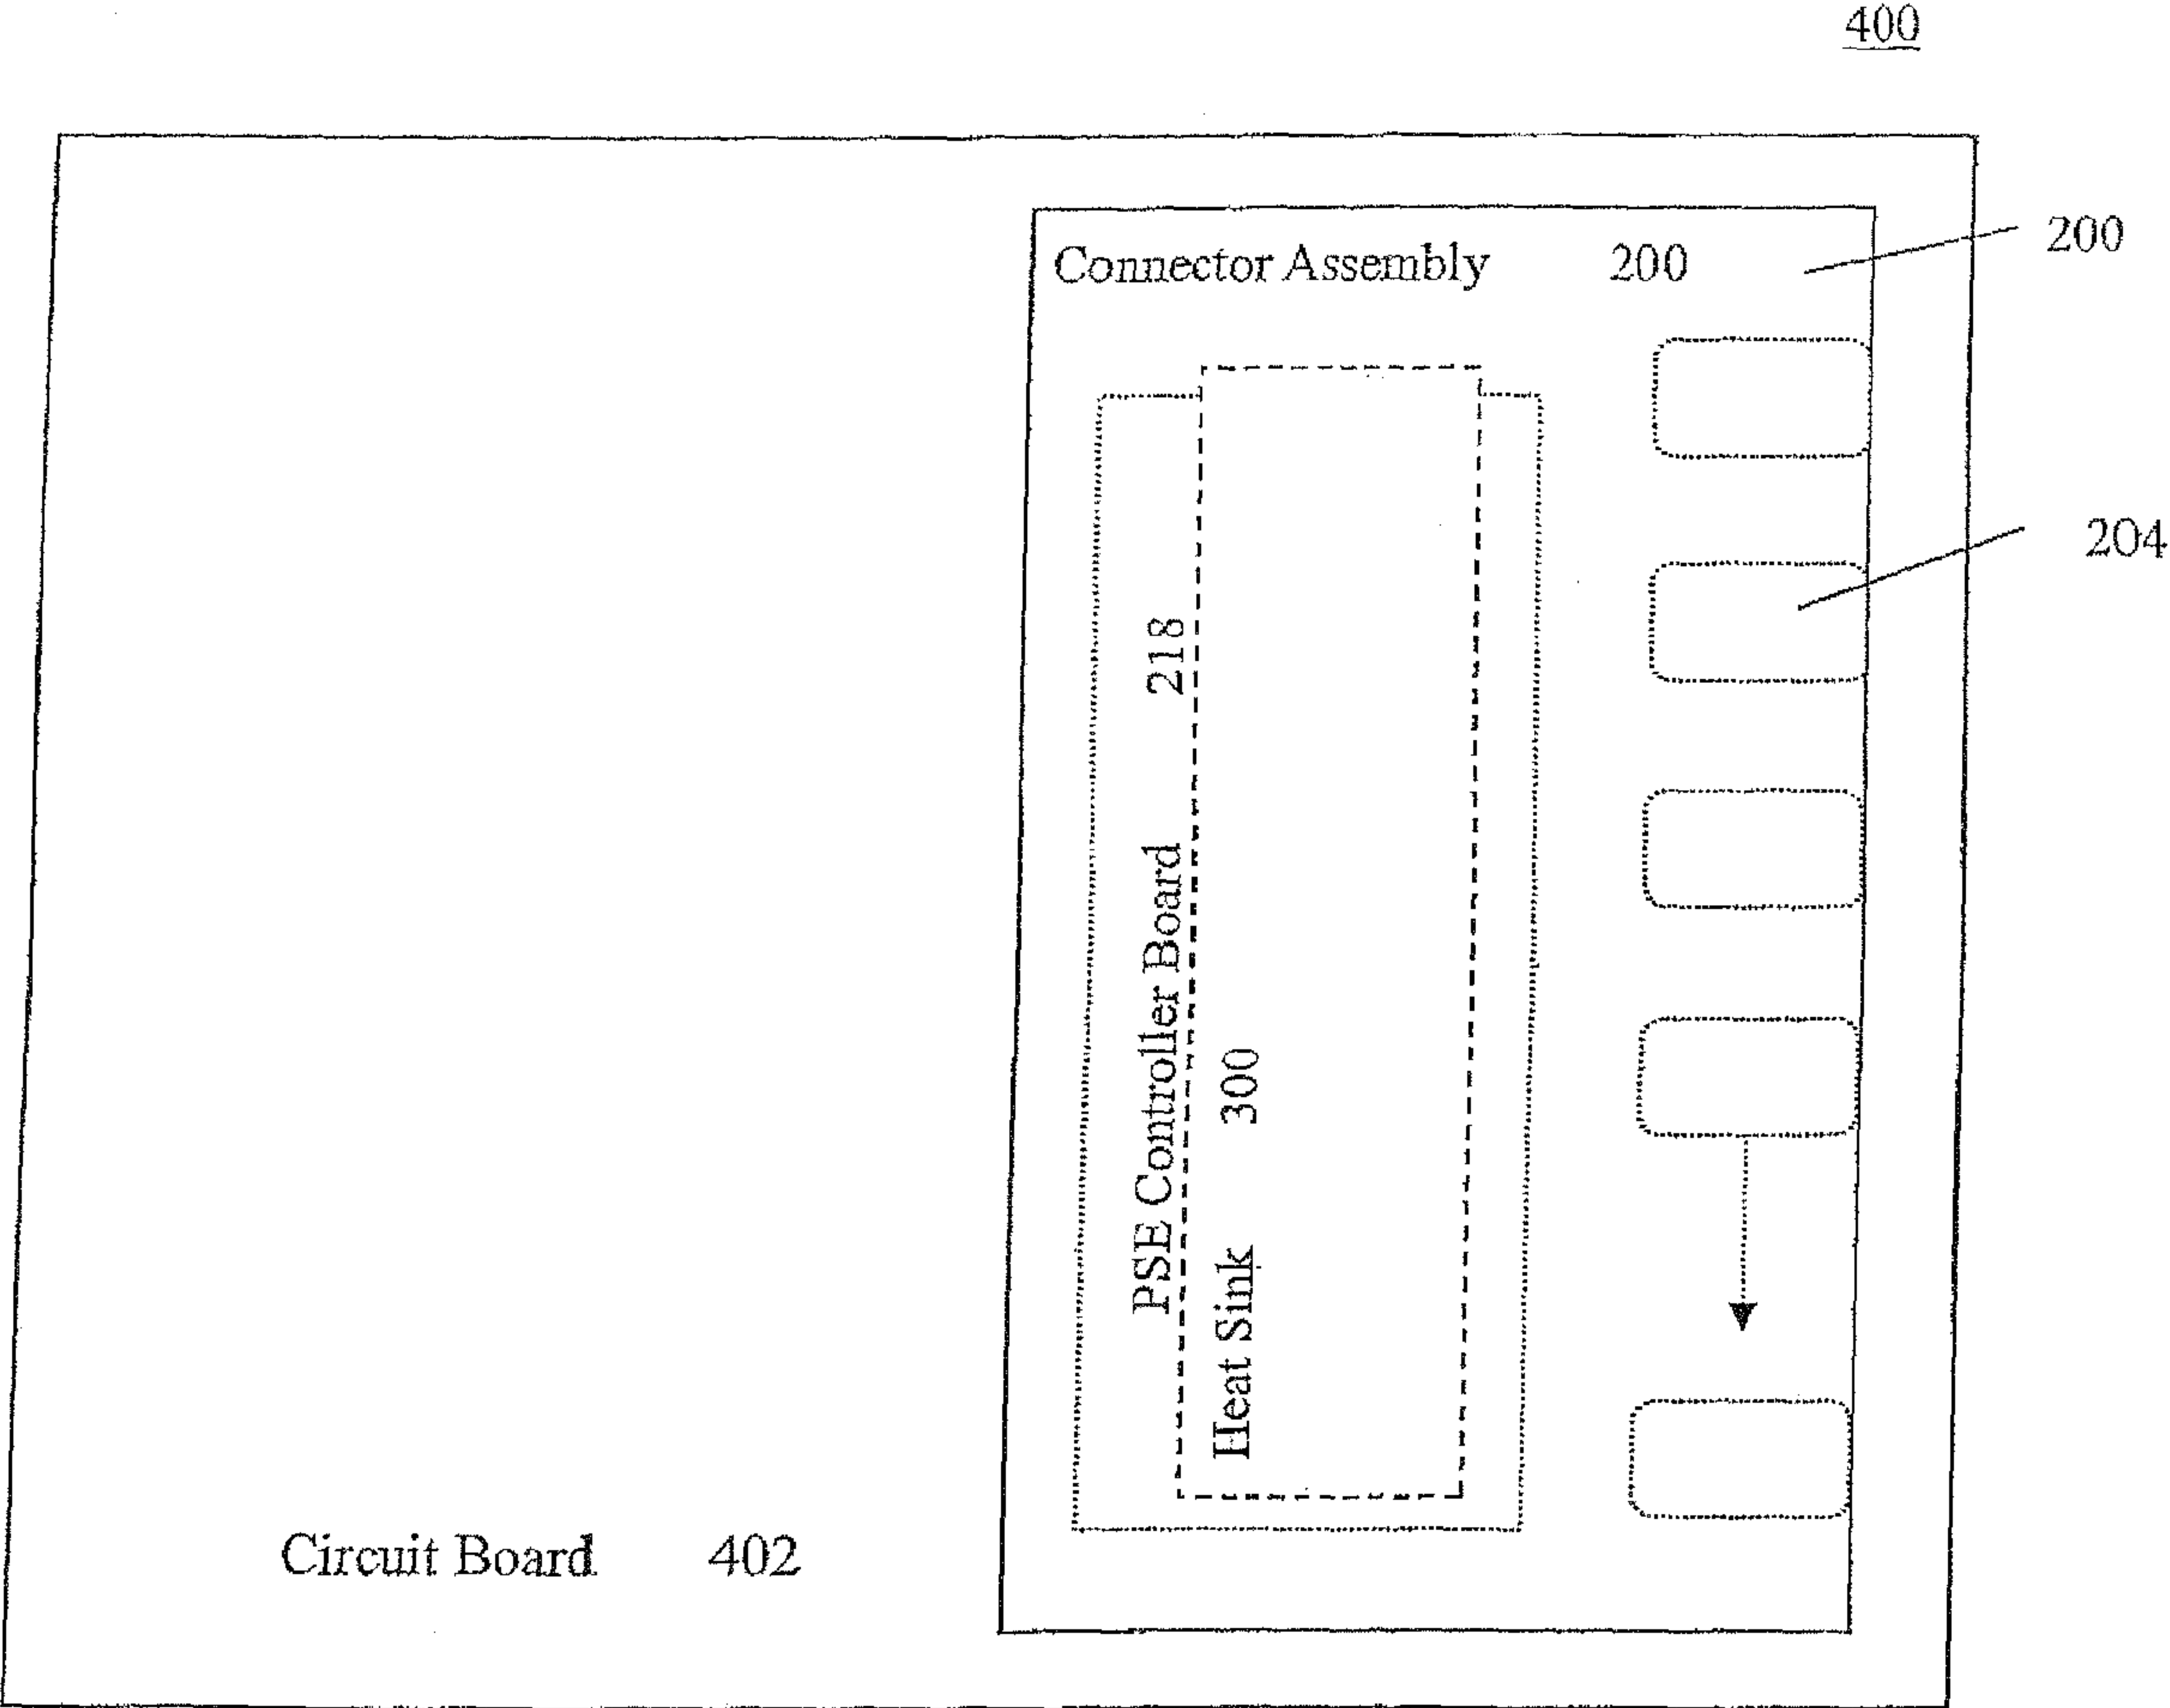 400
Connector Assembly 200
200
204
PSE Controller Board 218
Heat Sink 300
Circuit Board 402